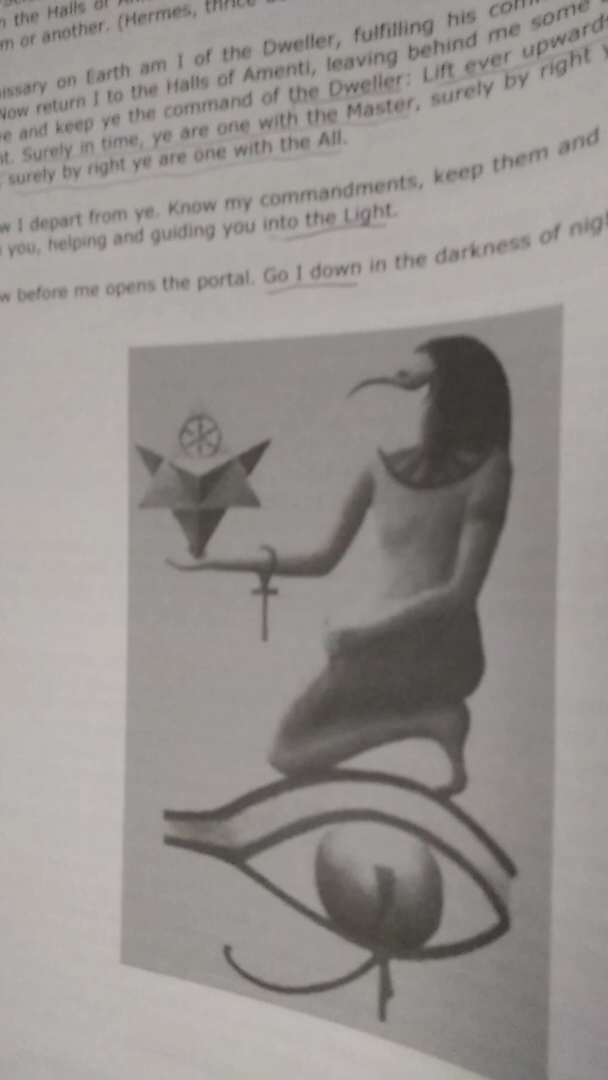 the Halls of
or another. (Hermes, thrice
on Earth am I of the Dweller, fulfilling his
Now return I to the Halls of Amenti, leaving behind me some
and keep ye the command of the Dweller: Lift ever upward
Surely in time, ye are one with the Master, surely by right
surely by right ye are one with the All.
I depart from ye. Know my commandments, keep them and
you, helping and guiding you into the Light.
before me opens the portal. Go I down in the darkness of